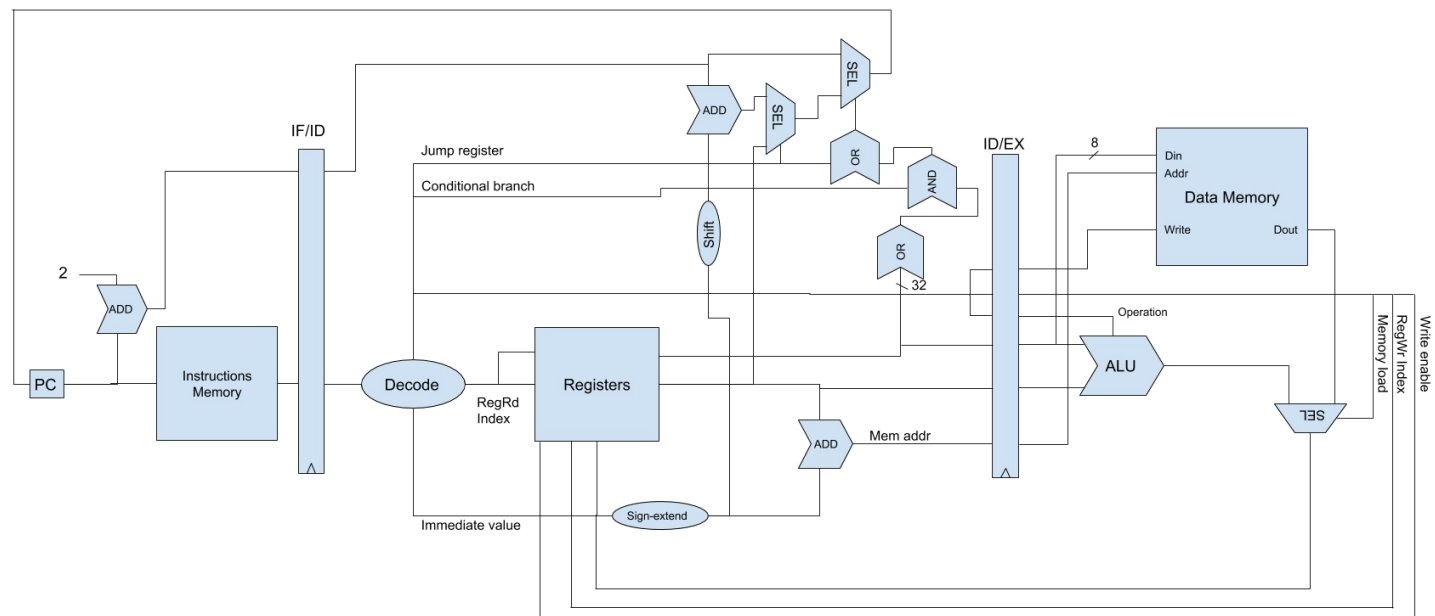 SEL
IF/ID
ADD
SEL
Jump register
OR
ID/EX
8
Din
Addr
Data Memory
Write
Dout
Conditional branch
AND
Shift
OR
32
2
ADD
Operation
PC
Instructions
Memory
Decode
RegRd
Index
Registers
ALU
Memory load
RegWr Index
Write enable
SEL
ADD
Mem addr
Immediate value
Sign-extend